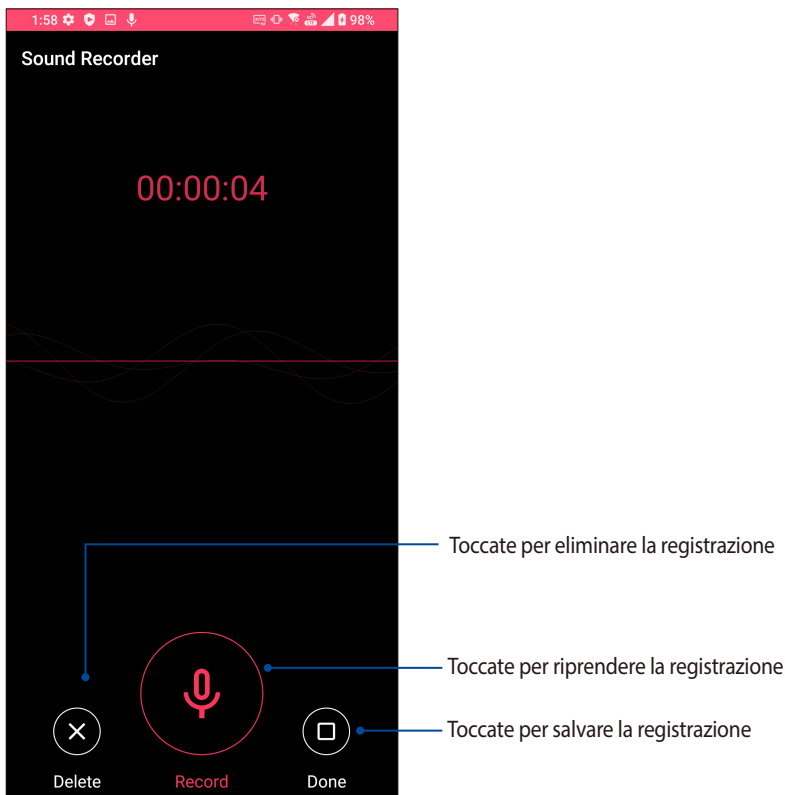 1:58 98%
Sound Recorder
00:00:04
Toccate per eliminare la registrazione
Toccate per riprendere la registrazione
Toccate per salvare la registrazione
Delete Record Done